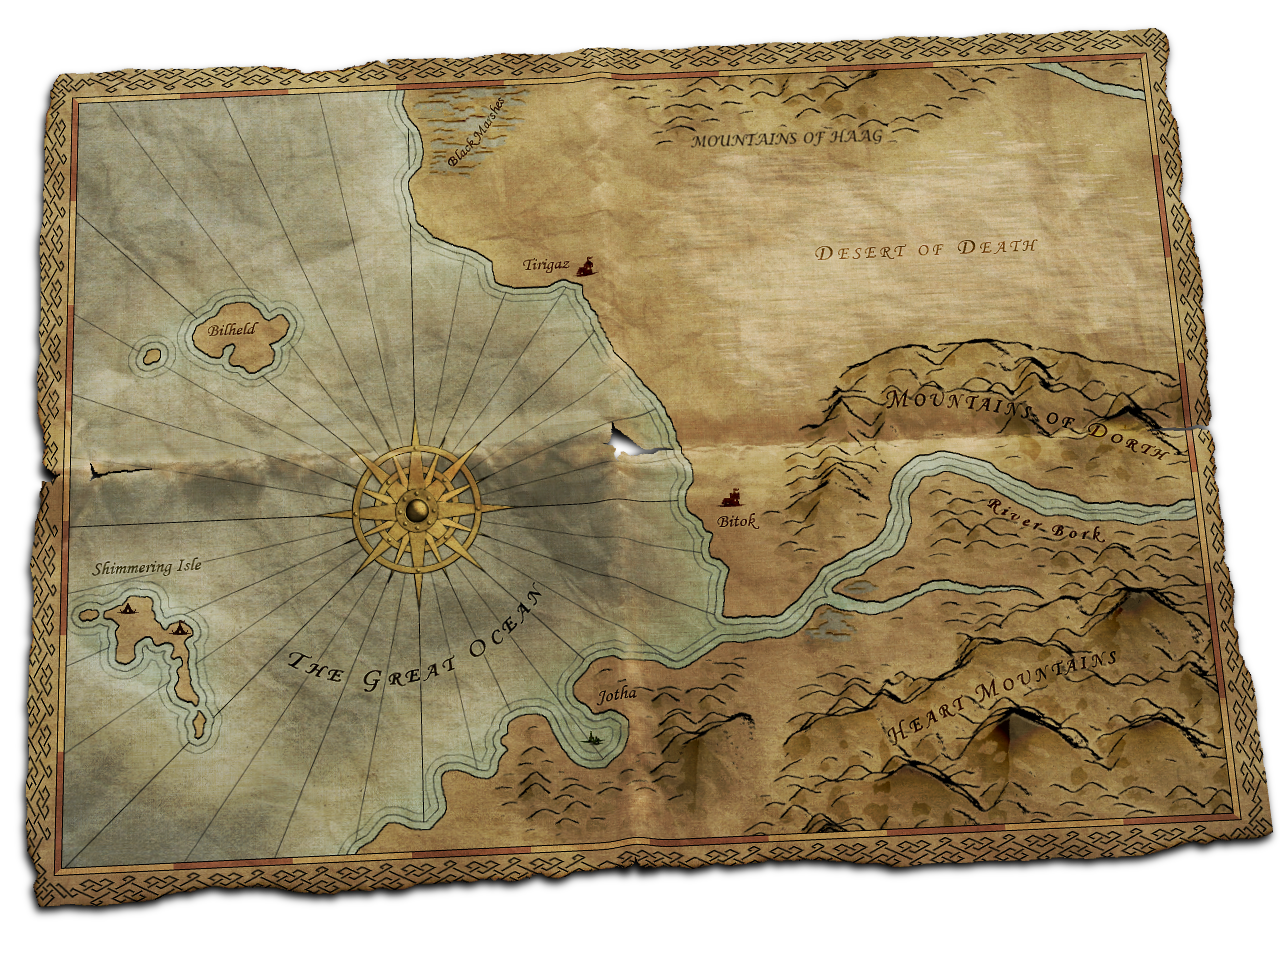 Black Marshes
MOUNTAINS OF HAAG
DESERT OF DEATH
Tirigaz
Bilheld
MOUNTAINS OF DORTH
River Bork
Bitok
Shimmering Isle
THE GREAT OCEAN
Jotha
HEART MOUNTAINS